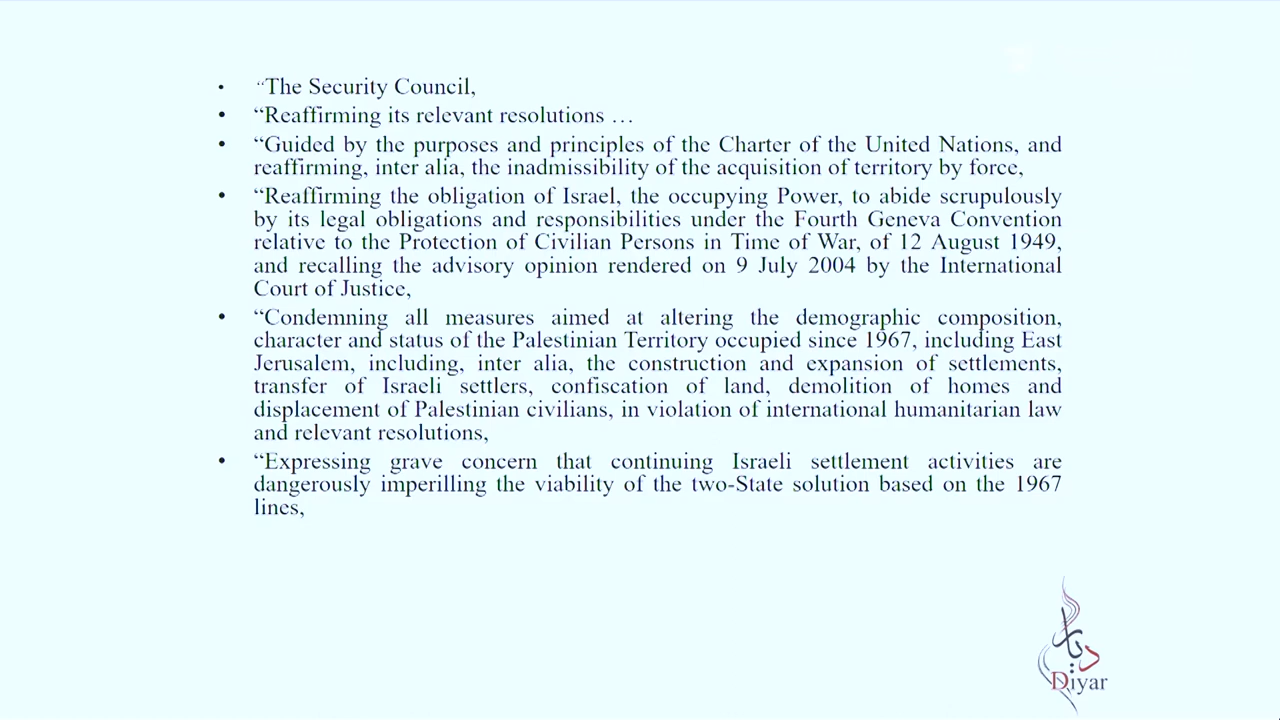 • “The Security Council,
• “Reaffirming its relevant resolutions …
• “Guided by the purposes and principles of the Charter of the United Nations, and
reaffirming, inter alia, the inadmissibility of the acquisition of territory by force,
• “Reaffirming the obligation of Israel, the occupying Power, to abide scrupulously
by its legal obligations and responsibilities under the Fourth Geneva Convention
relative to the Protection of Civilian Persons in Time of War, of 12 August 1949,
and recalling the advisory opinion rendered on 9 July 2004 by the International
Court of Justice,
• “Condemning all measures aimed at altering the demographic composition,
character and status of the Palestinian Territory occupied since 1967, including East
Jerusalem, including, inter alia, the construction and expansion of settlements,
transfer of Israeli settlers, confiscation of land, demolition of homes and
displacement of Palestinian civilians, in violation of international humanitarian law
and relevant resolutions,
• “Expressing grave concern that continuing Israeli settlement activities are
dangerously imperilling the viability of the two-State solution based on the 1967
lines,
ديار
Diyar